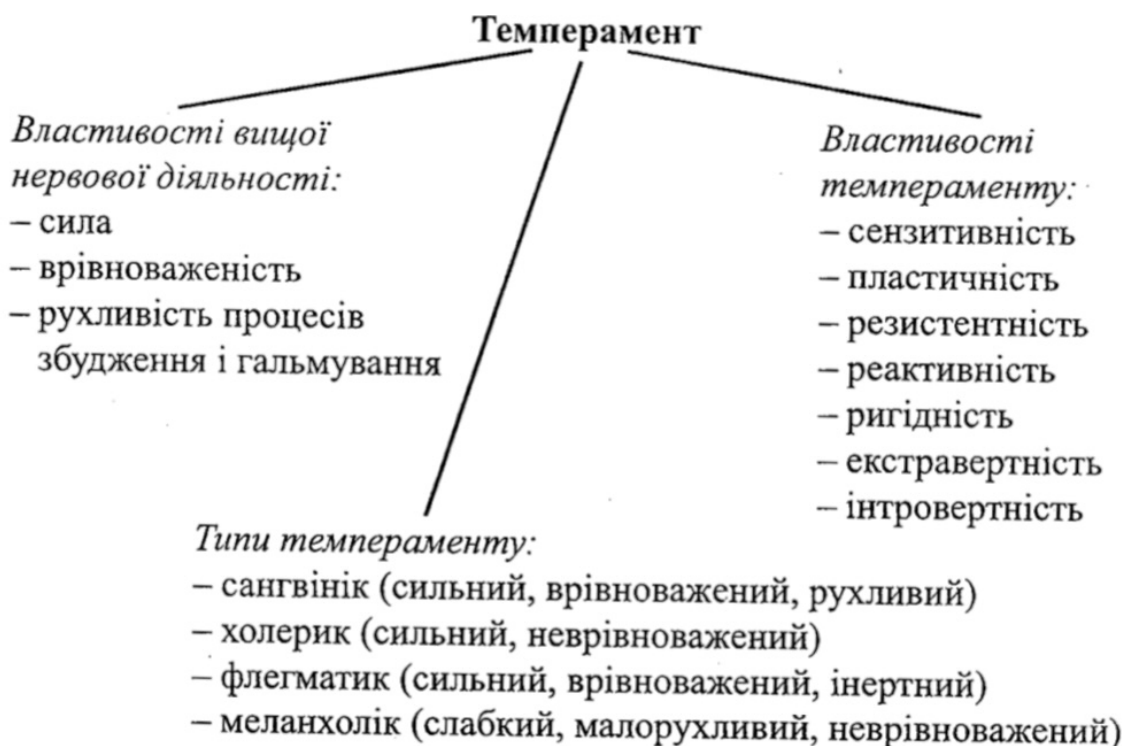 Темперамент
Властивості вищої
нервової діяльності:
– сила
– врівноваженість
– рухливість процесів
збудження і гальмування
Властивості
темпераменту:
– сензитивність
– пластичність
– резистентність
– реактивність
– ригідність
– екстравертність
– інтровертність
Типи темпераменту:
– сангвінік (сильний, врівноважений, рухливий)
– холерик (сильний, неврівноважений)
– флегматик (сильний, врівноважений, інертний)
– меланхолік (слабкий, малорухливий, неврівноважений)